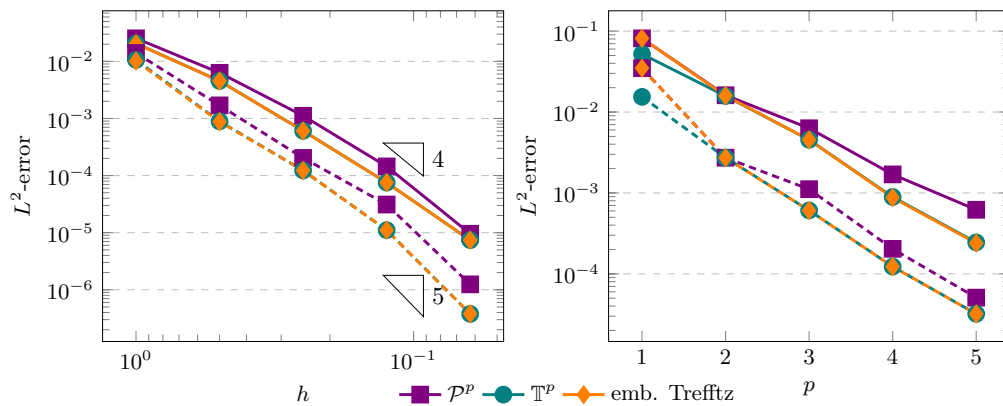 10⁻²
10⁻³
10⁻⁴
10⁻⁵
10⁻⁶
L²-error
4
5
10⁰
10⁻¹
h
10⁻¹
10⁻²
10⁻³
10⁻⁴
L²-error
1 2 3 4 5
p
𝒫ᵖ 𝕋ᵖ emb. Trefftz